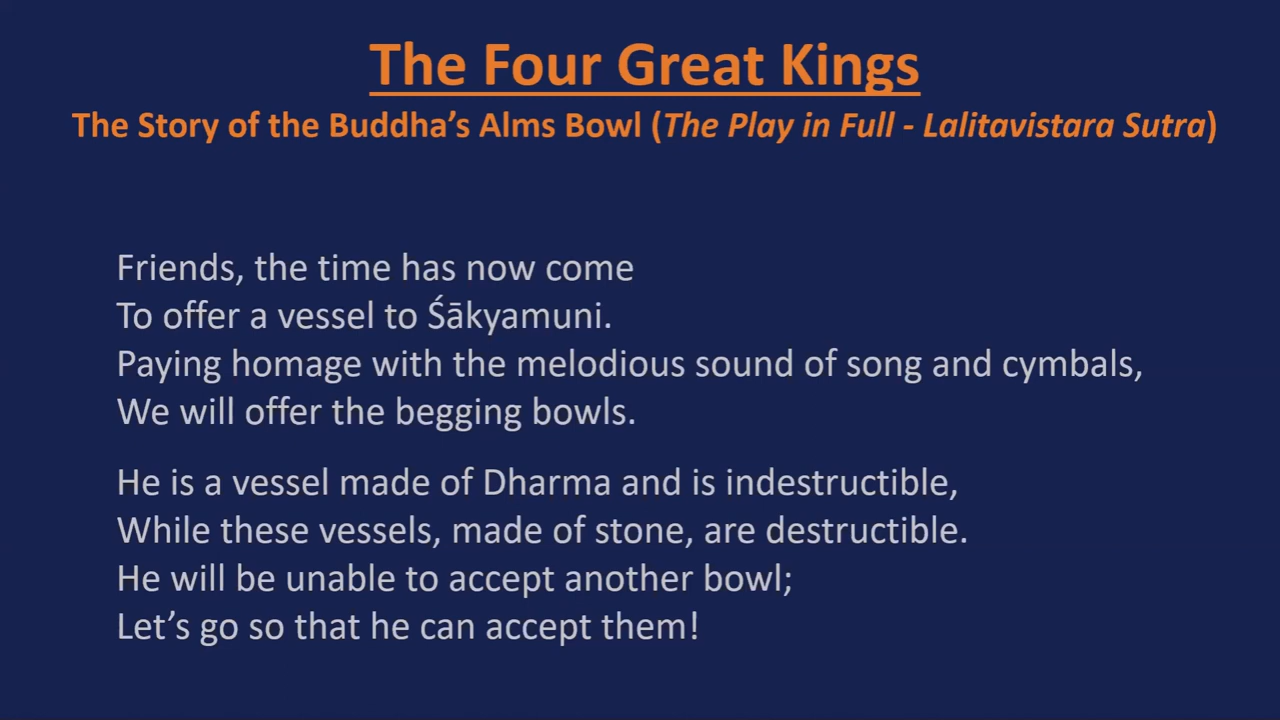 The Four Great Kings
The Story of the Buddha’s Alms Bowl (The Play in Full - Lalitavistara Sutra)
Friends, the time has now come
To offer a vessel to Śākyamuni.
Paying homage with the melodious sound of song and cymbals,
We will offer the begging bowls.
He is a vessel made of Dharma and is indestructible,
While these vessels, made of stone, are destructible.
He will be unable to accept another bowl;
Let’s go so that he can accept them!